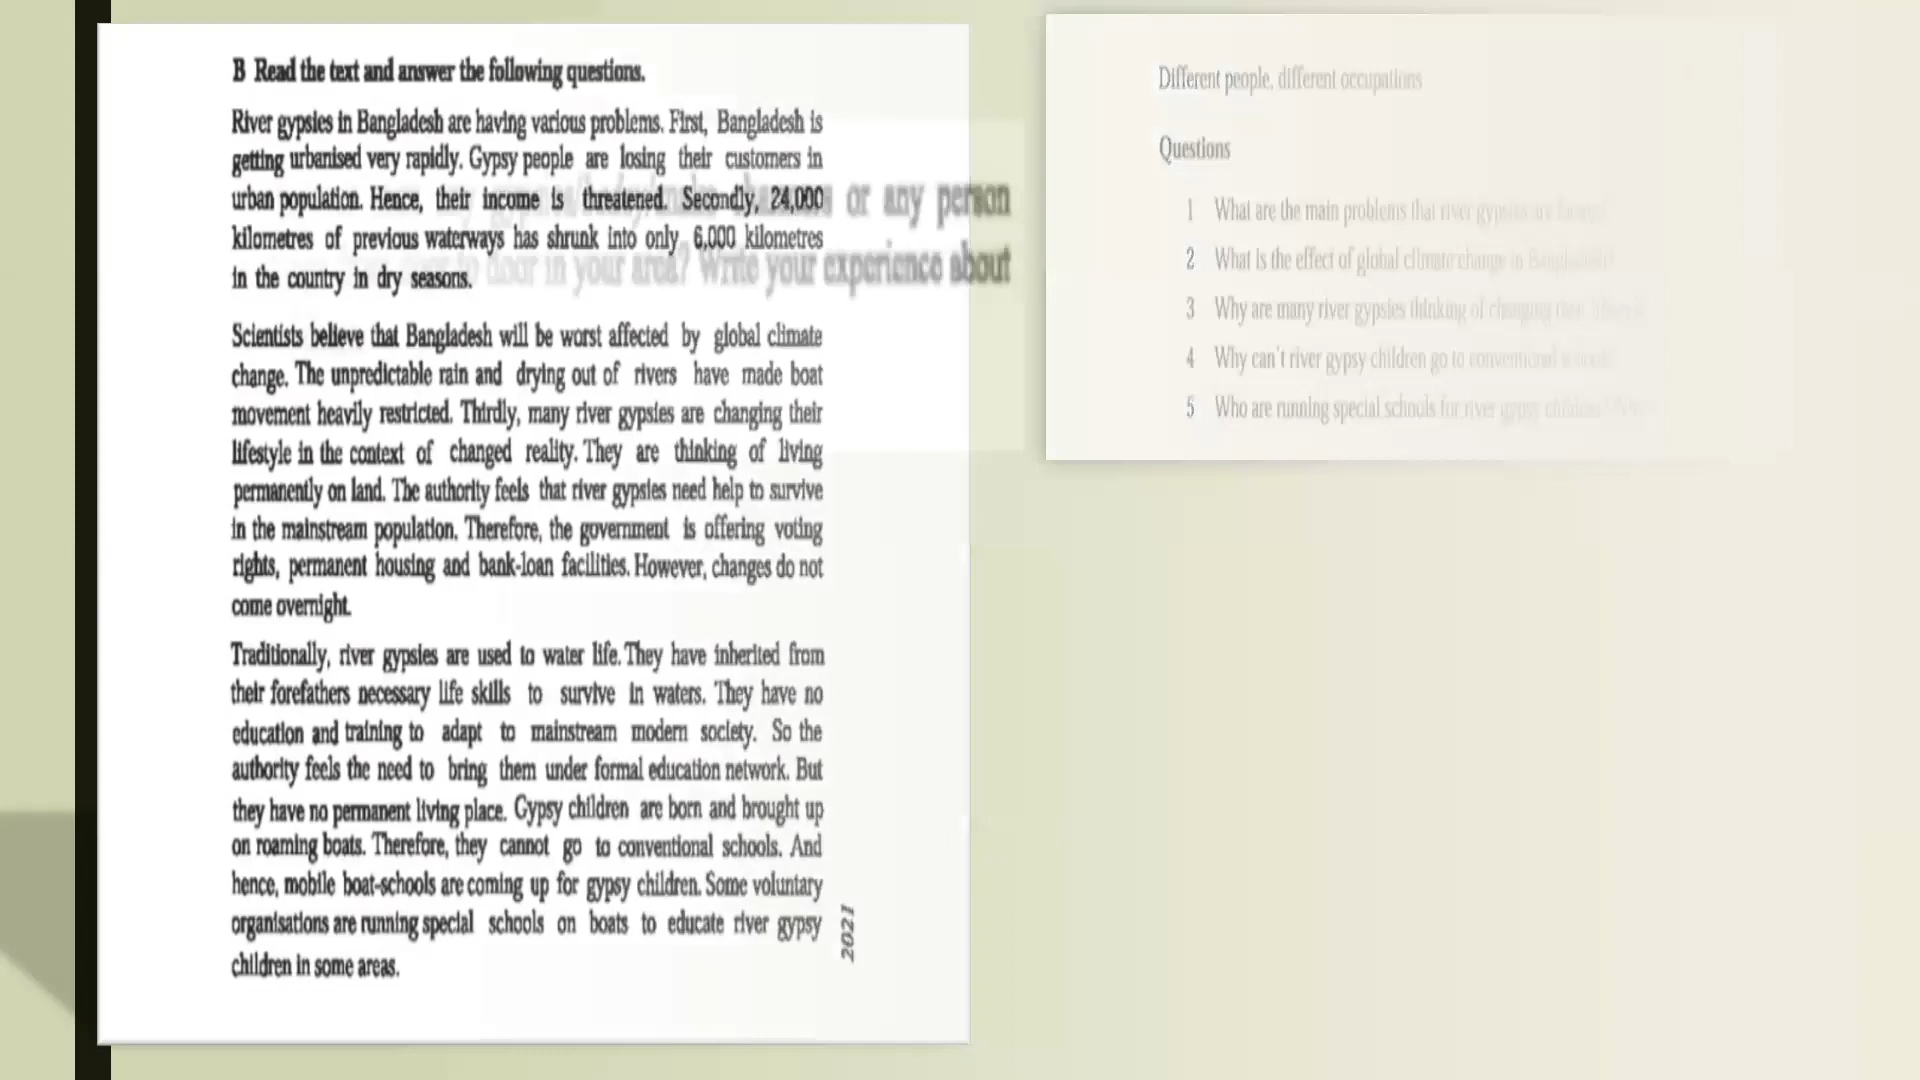 B Read the text and answer the following questions.
River gypsies in Bangladesh are having various problems. First, Bangladesh is
getting urbanised very rapidly. Gypsy people are losing their customers in
urban population. Hence, their income is threatened. Secondly, 24,000
kilometres of previous waterways has shrunk into only 6,000 kilometres
in the country in dry seasons.
or any person
to door in your area? Write your experience about
Scientists believe that Bangladesh will be worst affected by global climate
change. The unpredictable rain and drying out of rivers have made boat
movement heavily restricted. Thirdly, many river gypsies are changing their
lifestyle in the context of changed reality. They are thinking of living
permanently on land. The authority feels that river gypsies need help to survive
in the mainstream population. Therefore, the government is offering voting
rights, permanent housing and bank-loan facilities. However, changes do not
come overnight.
Traditionally, river gypsies are used to water life. They have inherited from
their forefathers necessary life skills to survive in waters. They have no
education and training to adapt to mainstream modern society. So the
authority feels the need to bring them under formal education network. But
they have no permanent living place. Gypsy children are born and brought up
on roaming boats. Therefore, they cannot go to conventional schools. And
hence, mobile boat-schools are coming up for gypsy children. Some voluntary
organisations are running special schools on boats to educate river gypsy
children in some areas.
2021
Different people, different occupations
Questions
1 What are the main problems that river gypsies are
2 What is the effect of global climate change in Bangladesh?
3 Why are many river gypsies thinking of changing their
4 Why can't river gypsy children go to conventional
5 Who are running special schools for river gypsy children?